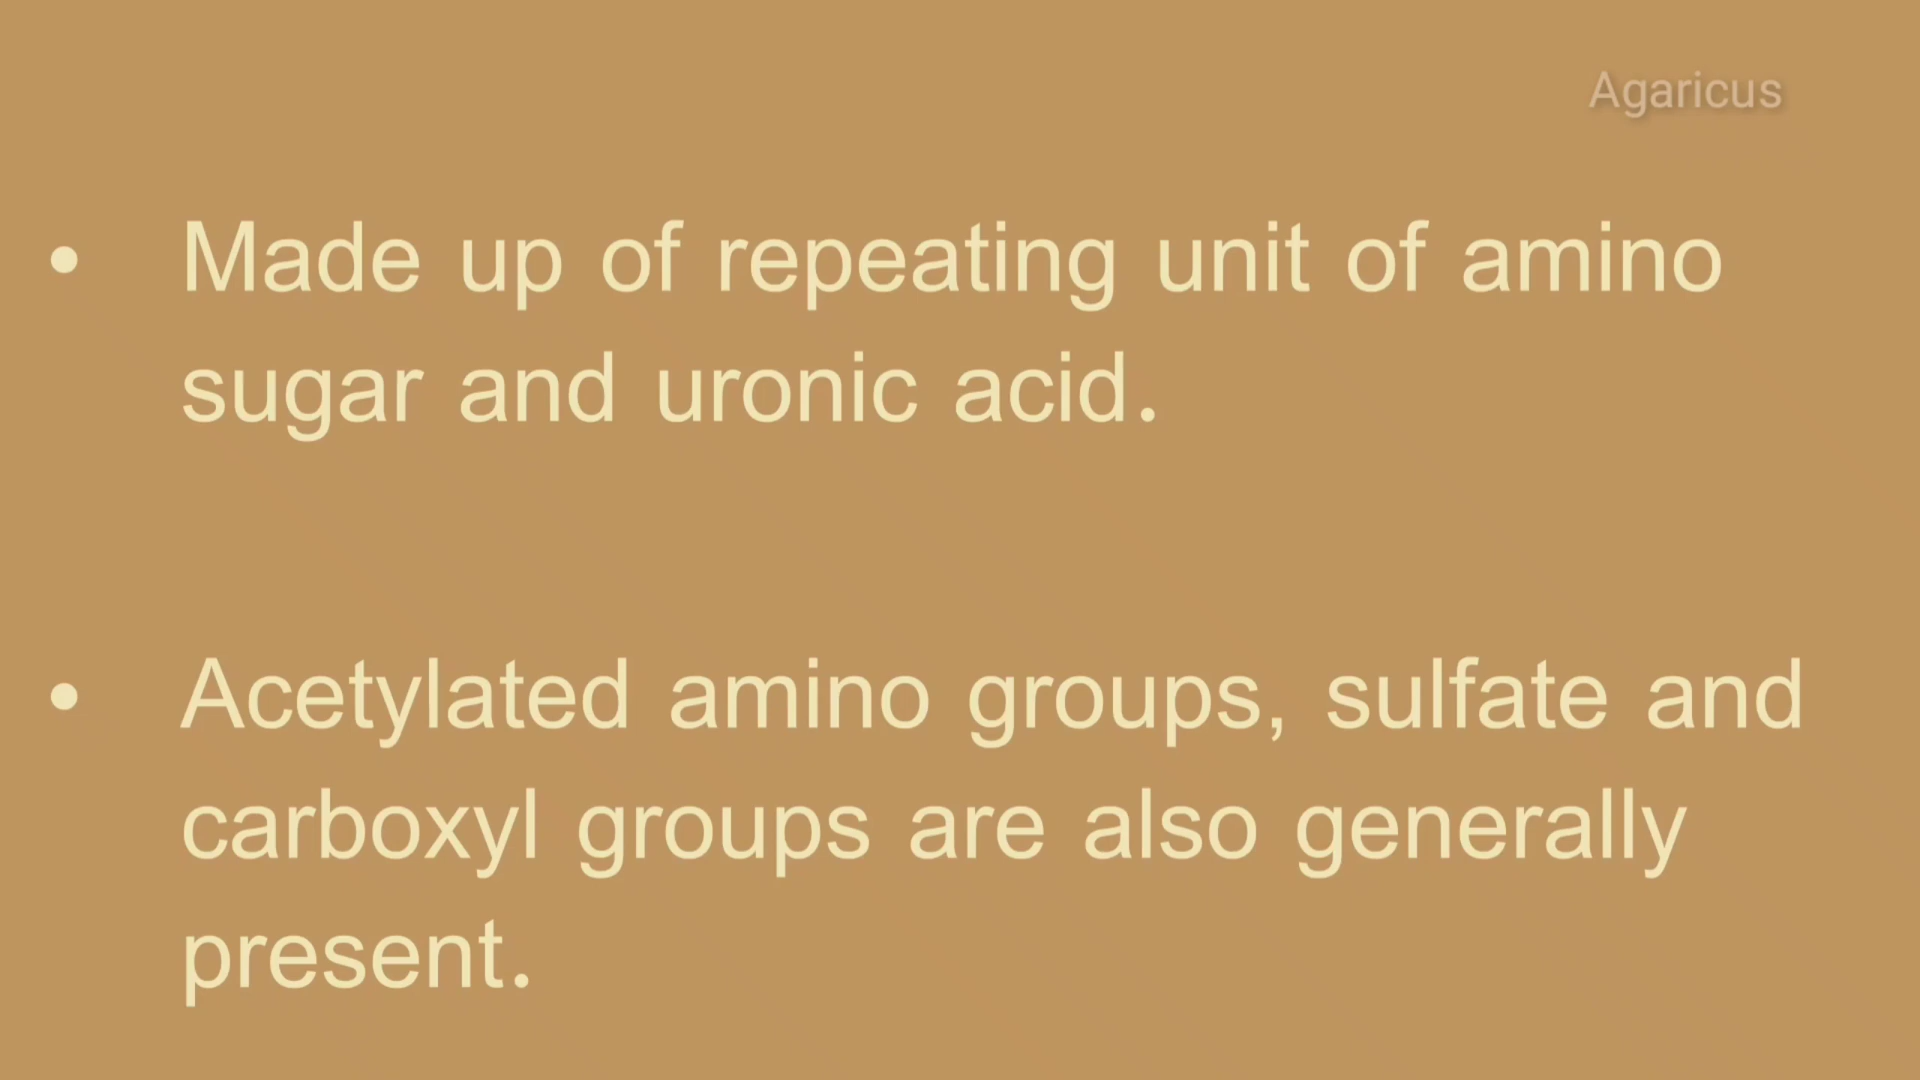 Agaricus
• Made up of repeating unit of amino
sugar and uronic acid.
• Acetylated amino groups, sulfate and
carboxyl groups are also generally
present.